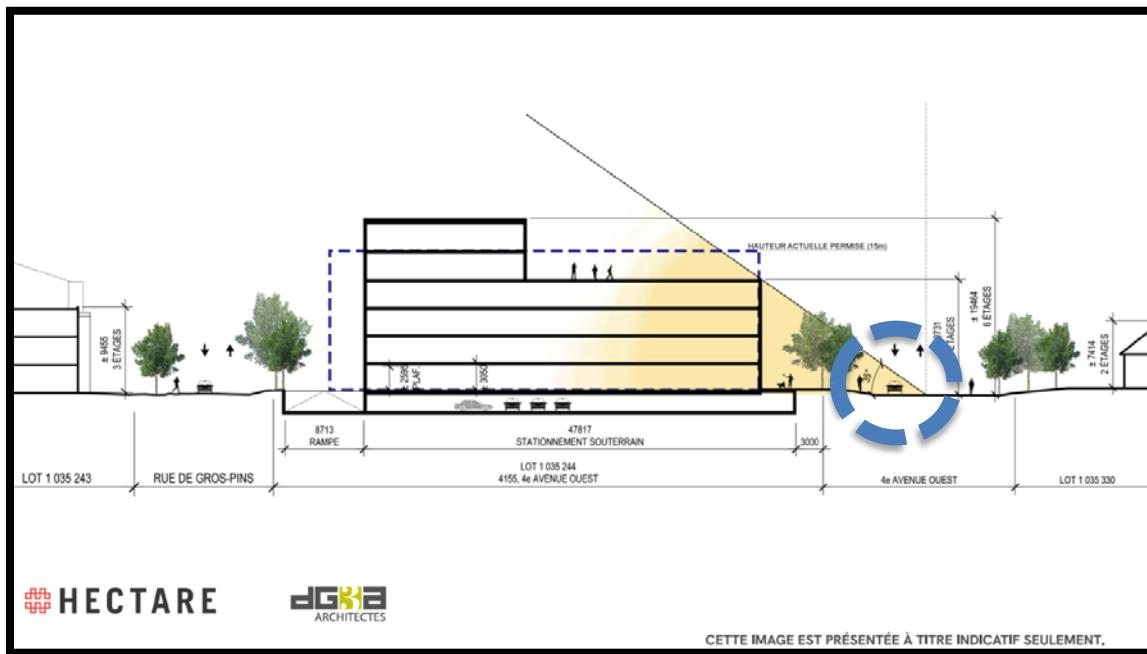 HAUTEUR ACTUELLE PERMISE (15m)
± 9455
3 ÉTAGES
PLAF.
± 3050
ÉTAGES
± 19464
6 ÉTAGES
± 7414
2 ÉTAGES
8713
RAMPE
47817
STATIONNEMENT SOUTERRAIN
3000
LOT 1 035 243
RUE DE GROS-PINS
LOT 1 035 244
4155, 4e AVENUE OUEST
4e AVENUE OUEST
LOT 1 035 330
HECTARE
dG3a
ARCHITECTES
CETTE IMAGE EST PRÉSENTÉE À TITRE INDICATIF SEULEMENT.